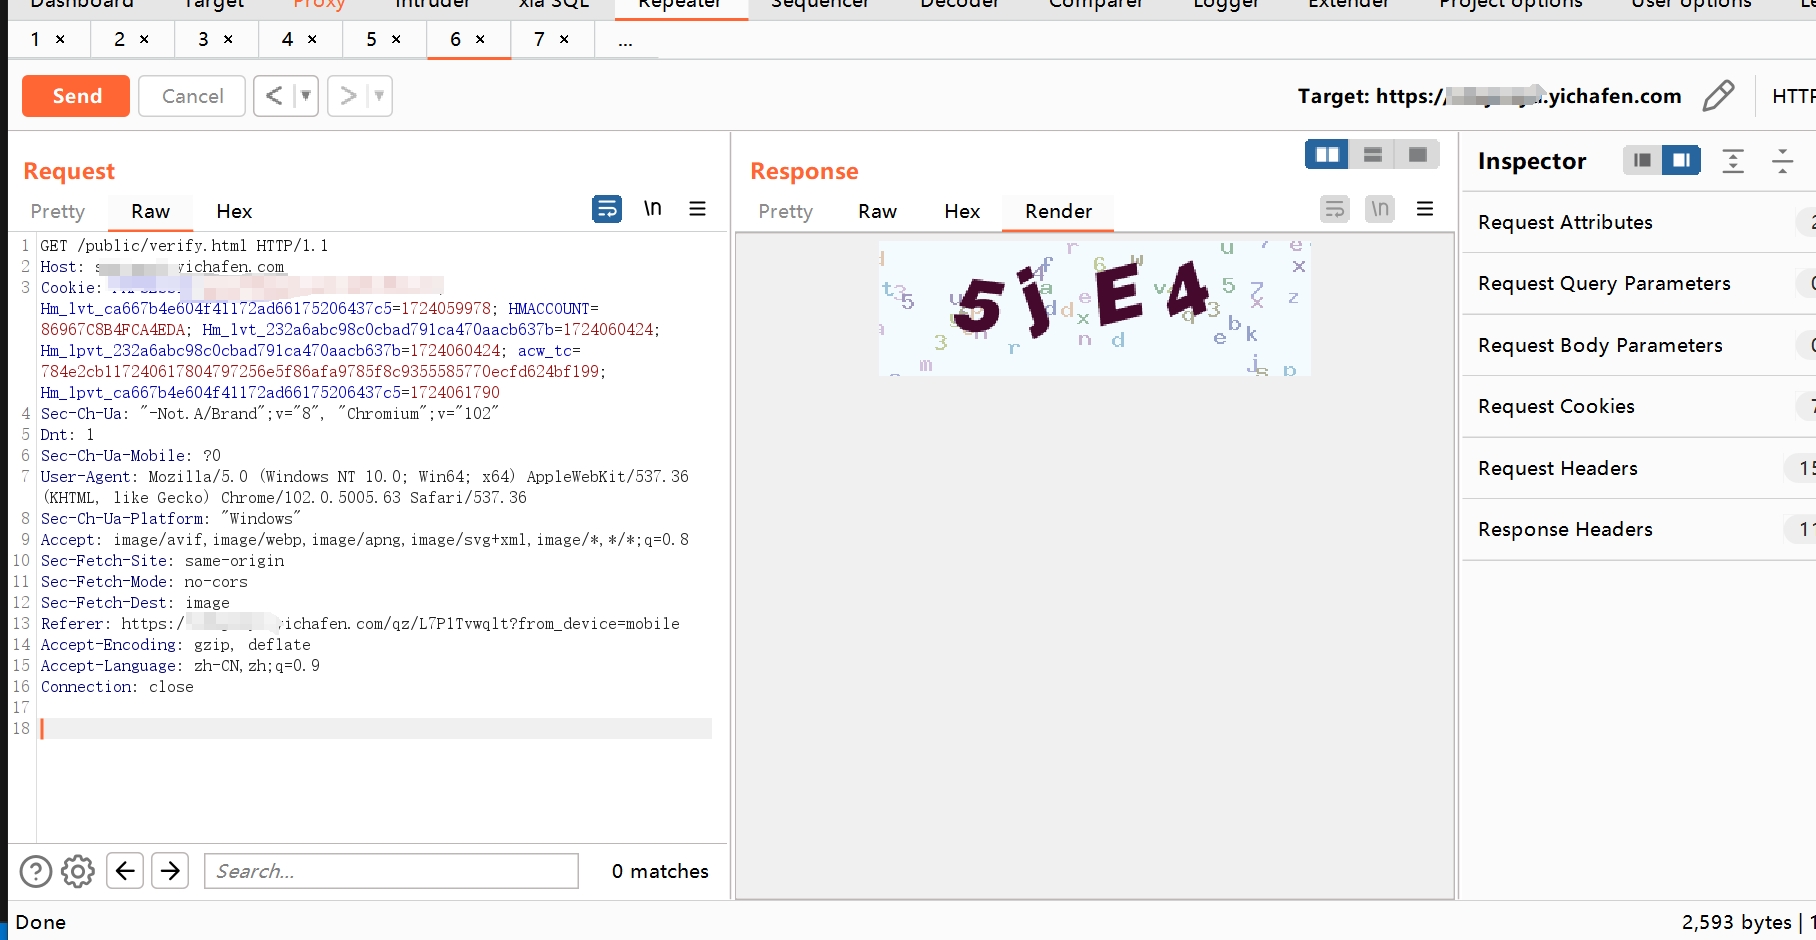 Dashboard Target Proxy Intruder xia SQL Repeater Sequencer Decoder Comparer Logger Extender Project options User options Le
1 × 2 × 3 × 4 × 5 × 6 × 7 × ...
Send Cancel < ▼ > ▼ Target: https:// .yichafen.com HTTP
Request
Pretty Raw Hex \n
1 GET /public/verify.html HTTP/1.1
2 Host: s yichafen.com
3 Cookie:
Hm_lvt_ca667b4e604f41172ad66175206437c5=1724059978; HMACCOUNT=
86967C8B4FCA4EDA; Hm_lvt_232a6abc98c0cbad791ca470aacb637b=1724060424;
Hm_lpvt_232a6abc98c0cbad791ca470aacb637b=1724060424; acw_tc=
784e2cb117240617804797256e5f86afa9785f8c9355585770ecfd624bf199;
Hm_lpvt_ca667b4e604f41172ad66175206437c5=1724061790
4 Sec-Ch-Ua: "-Not.A/Brand";v="8", "Chromium";v="102"
5 Dnt: 1
6 Sec-Ch-Ua-Mobile: ?0
7 User-Agent: Mozilla/5.0 (Windows NT 10.0; Win64; x64) AppleWebKit/537.36
(KHTML, like Gecko) Chrome/102.0.5005.63 Safari/537.36
8 Sec-Ch-Ua-Platform: "Windows"
9 Accept: image/avif,image/webp,image/apng,image/svg+xml,image/*,*/*;q=0.8
10 Sec-Fetch-Site: same-origin
11 Sec-Fetch-Mode: no-cors
12 Sec-Fetch-Dest: image
13 Referer: https:/ yichafen.com/qz/L7PlTvwqlt?from_device=mobile
14 Accept-Encoding: gzip, deflate
15 Accept-Language: zh-CN,zh;q=0.9
16 Connection: close
17
18
Search... 0 matches
Response
Pretty Raw Hex Render \n
5jE4
Inspector
Request Attributes 2
Request Query Parameters
Request Body Parameters
Request Cookies 7
Request Headers 15
Response Headers 11
Done
2,593 bytes | 1